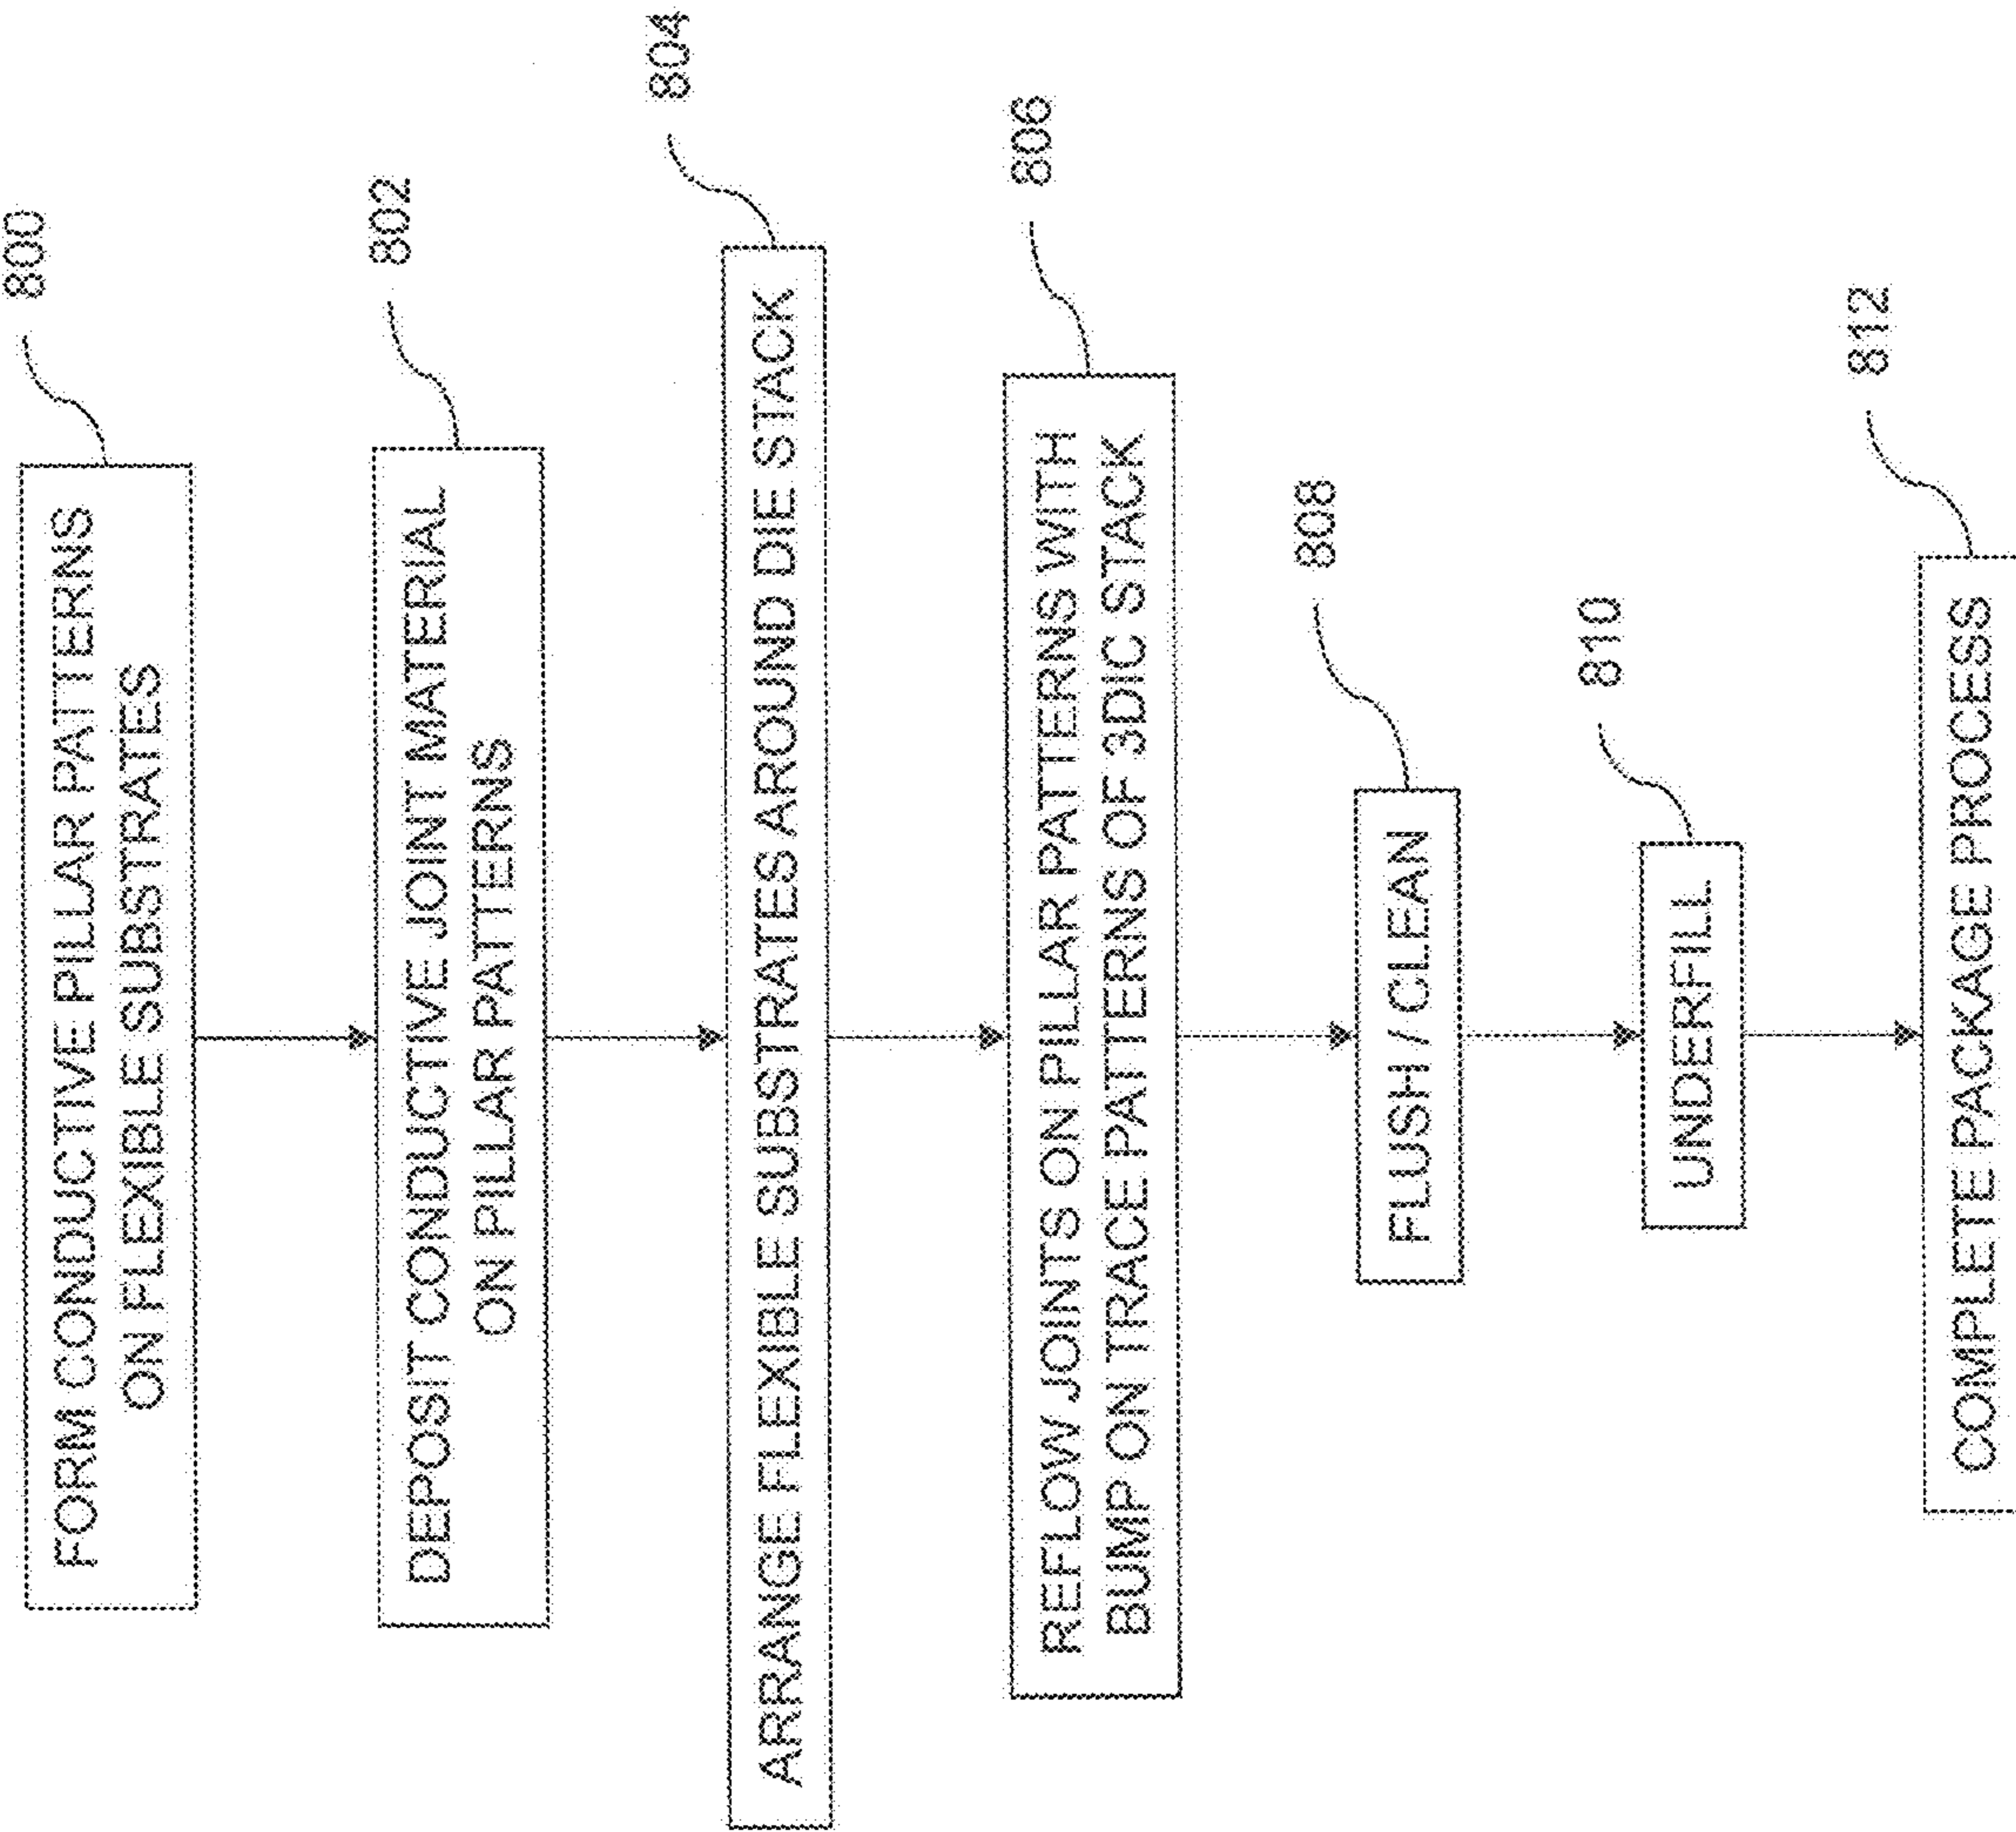 800
FORM CONDUCTIVE PILLAR PATTERNS
ON FLEXIBLE SUBSTRATES
802
DEPOSIT CONDUCTIVE JOINT MATERIAL
ON PILLAR PATTERNS
804
ARRANGE FLEXIBLE SUBSTRATES AROUND DIE STACK
806
REFLOW JOINTS ON PILLAR PATTERNS WITH
BUMP ON TRACE PATTERNS OF 3DIC STACK
808
FLUSH / CLEAN
810
UNDERFILL
812
COMPLETE PACKAGE PROCESS